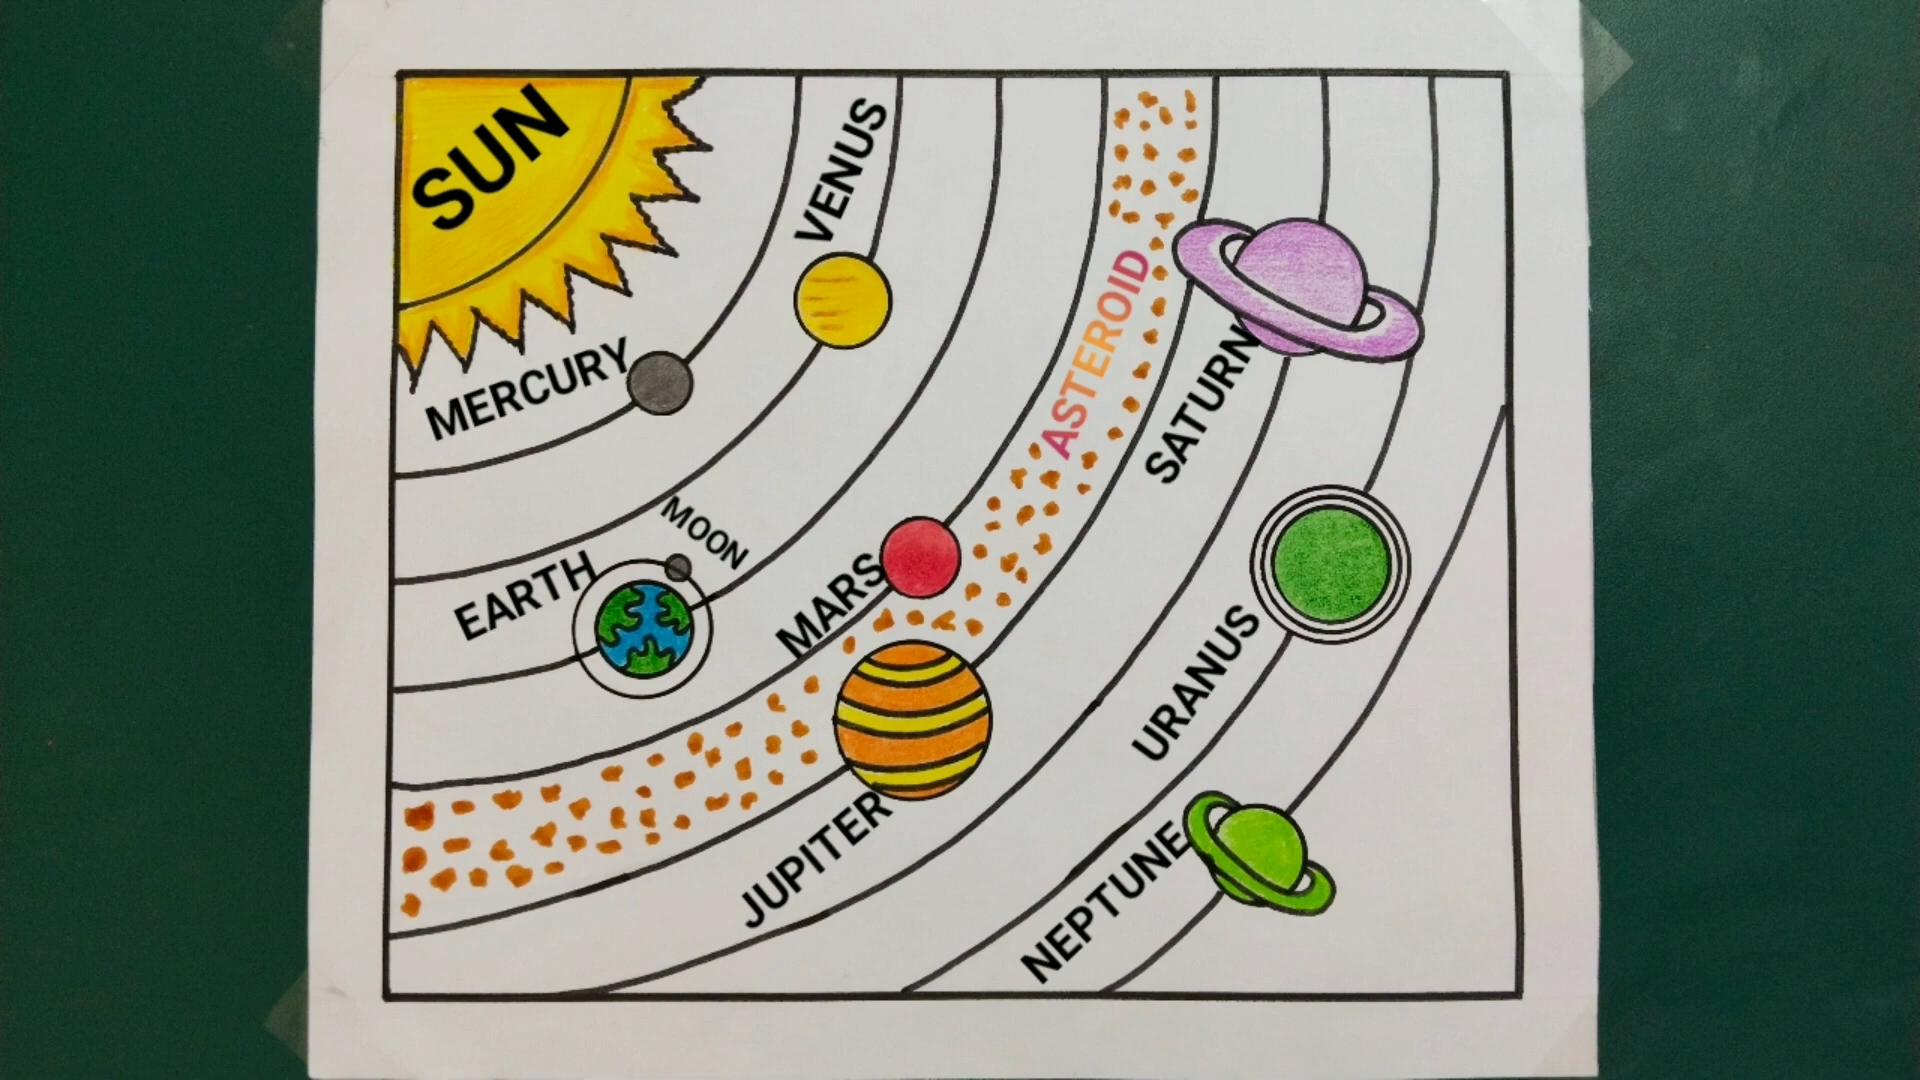 SUN
MERCURY
VENUS
EARTH
MOON
MARS
ASTEROID
JUPITER
SATURN
URANUS
NEPTUNE